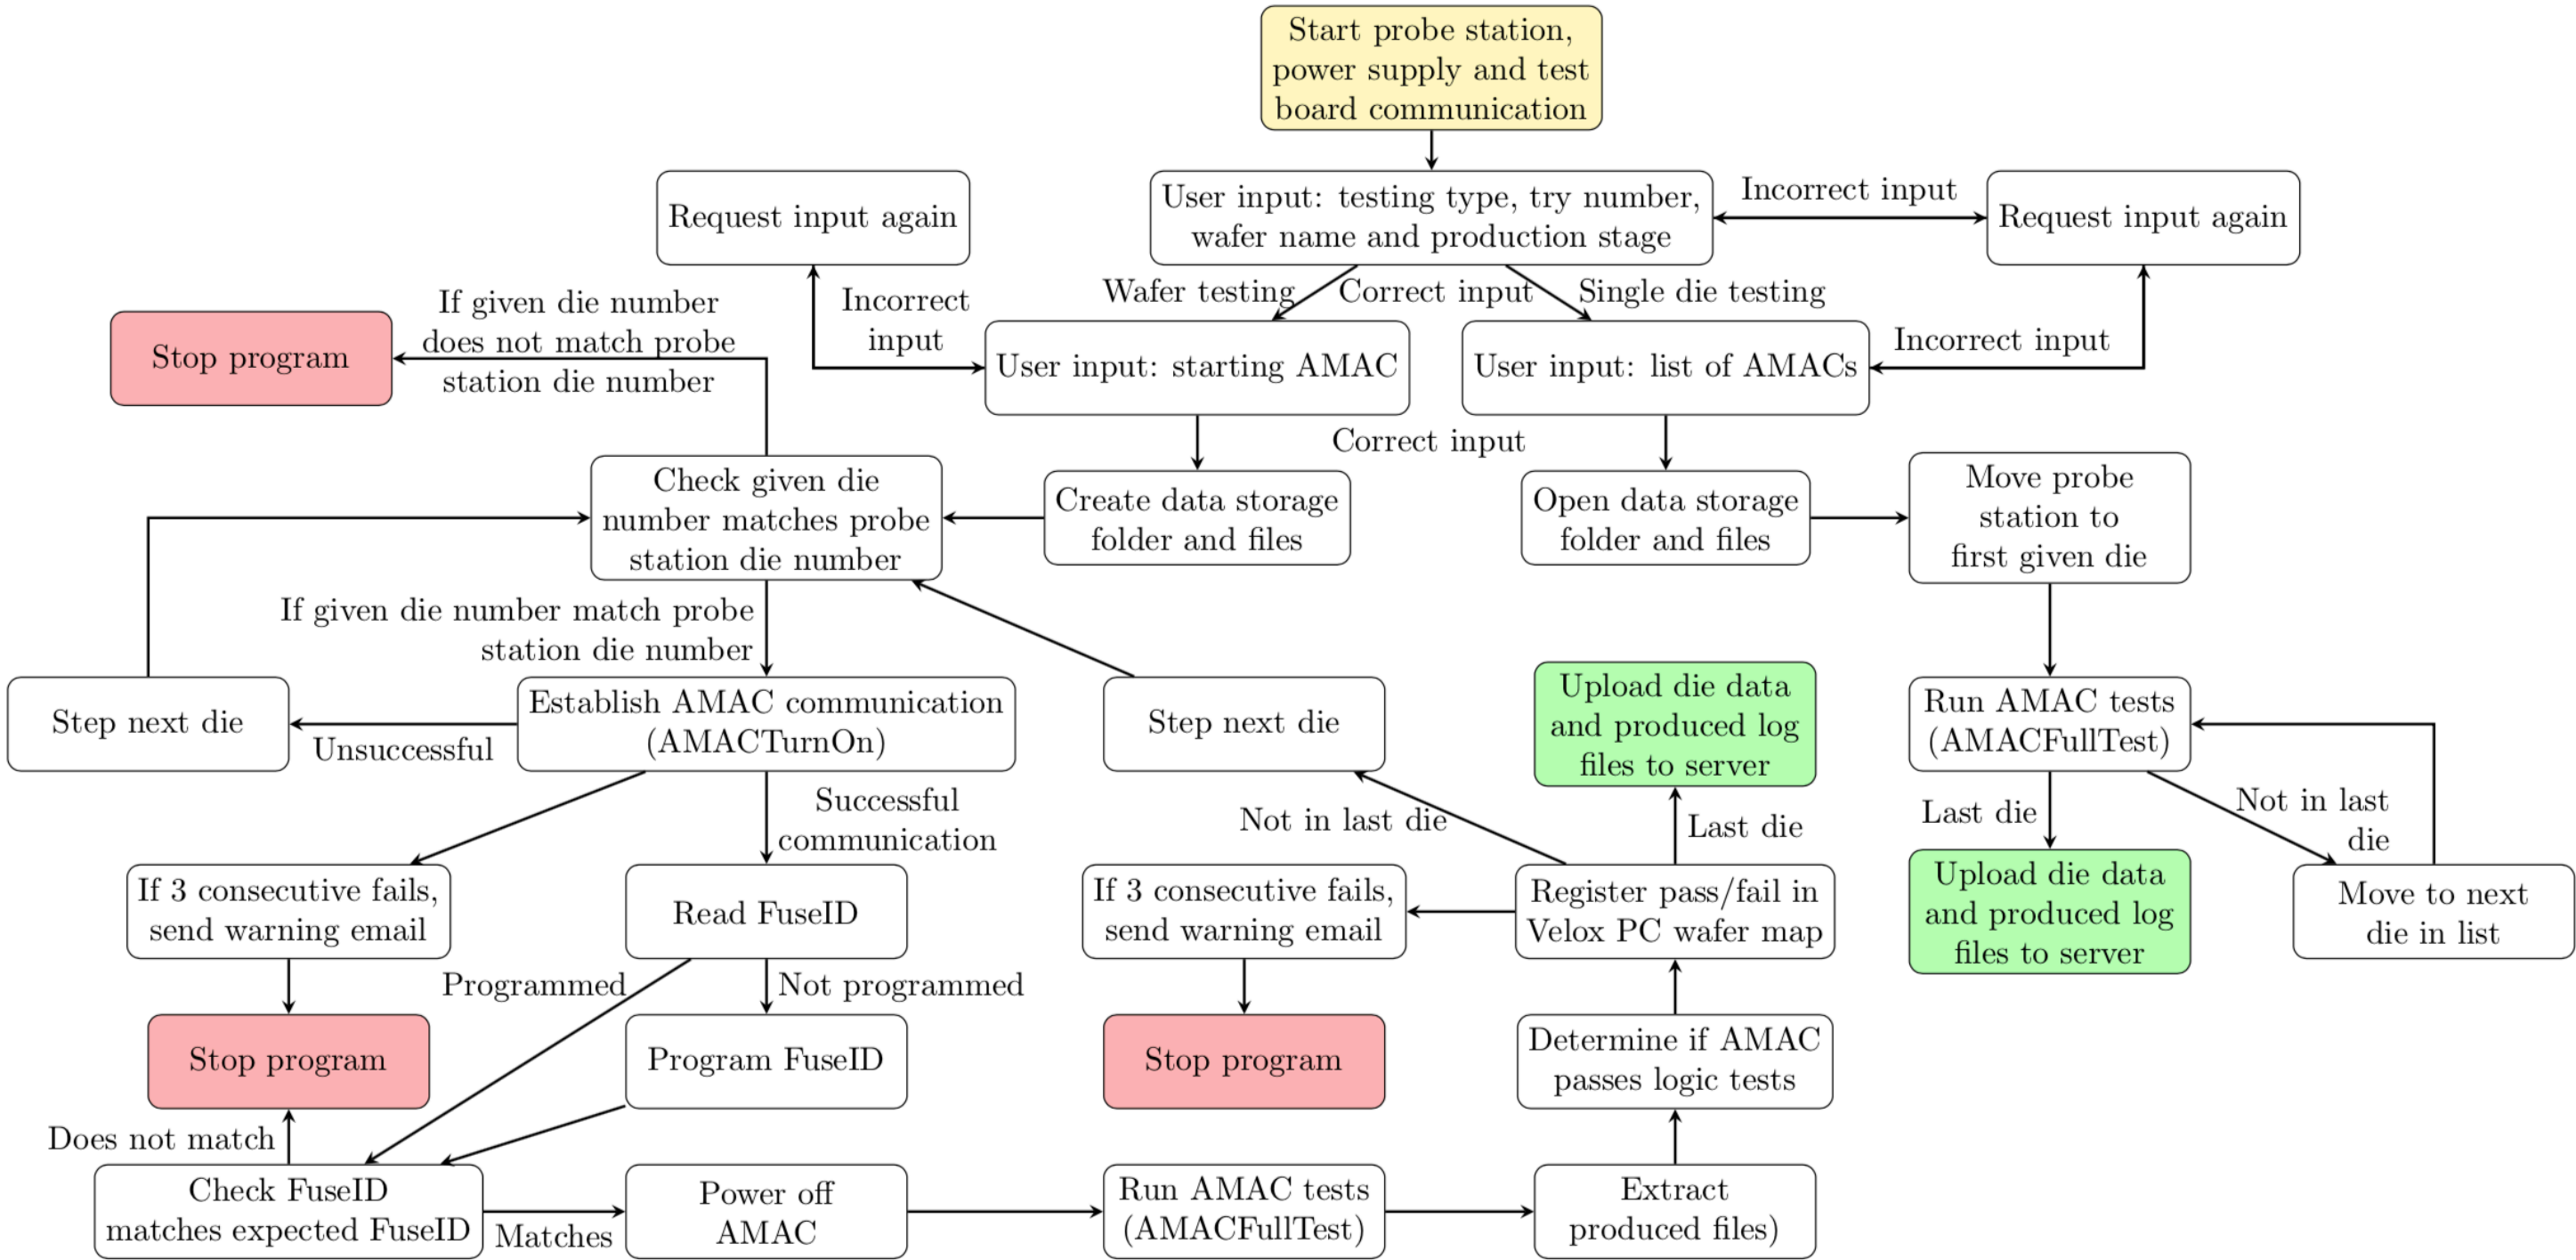 Start probe station,
power supply and test
board communication
Request input again
User input: testing type, try number,
wafer name and production stage
Incorrect input
Request input again
Wafer testing
Correct input
Single die testing
If given die number
does not match probe
station die number
Stop program
Incorrect
input
User input: starting AMAC
User input: list of AMACs
Incorrect input
Correct input
Check given die
number matches probe
station die number
Create data storage
folder and files
Open data storage
folder and files
Move probe
station to
first given die
If given die number match probe
station die number
Step next die
Unsuccessful
Establish AMAC communication
(AMACTurnOn)
Step next die
Upload die data
and produced log
files to server
Run AMAC tests
(AMACFullTest)
Successful
communication
Not in last die
Last die
Last die
Not in last
die
If 3 consecutive fails,
send warning email
Read FuseID
If 3 consecutive fails,
send warning email
Register pass/fail in
Velox PC wafer map
Upload die data
and produced log
files to server
Move to next
die in list
Programmed
Not programmed
Stop program
Program FuseID
Stop program
Determine if AMAC
passes logic tests
Does not match
Check FuseID
matches expected FuseID
Matches
Power off
AMAC
Run AMAC tests
(AMACFullTest)
Extract
produced files)